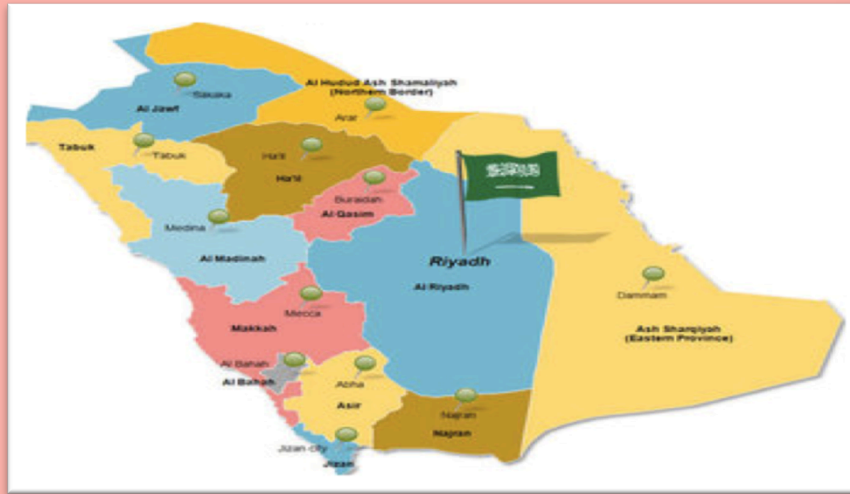 Al Hudud Ash Shamaliyah
(Northern Border)
Sakaka
Al Jawf
Arar
Tabuk
Tabuk
Ha'il
Ha'il
Buraidah
Al Qasim
Medina
Al Madinah
Riyadh
Al Riyadh
Dammam
Mecca
Makkah
Ash Sharqiyah
(Eastern Province)
Al Bahah
Al Bahah
Abha
Asir
Najran
Najran
Jizan city
Jizan